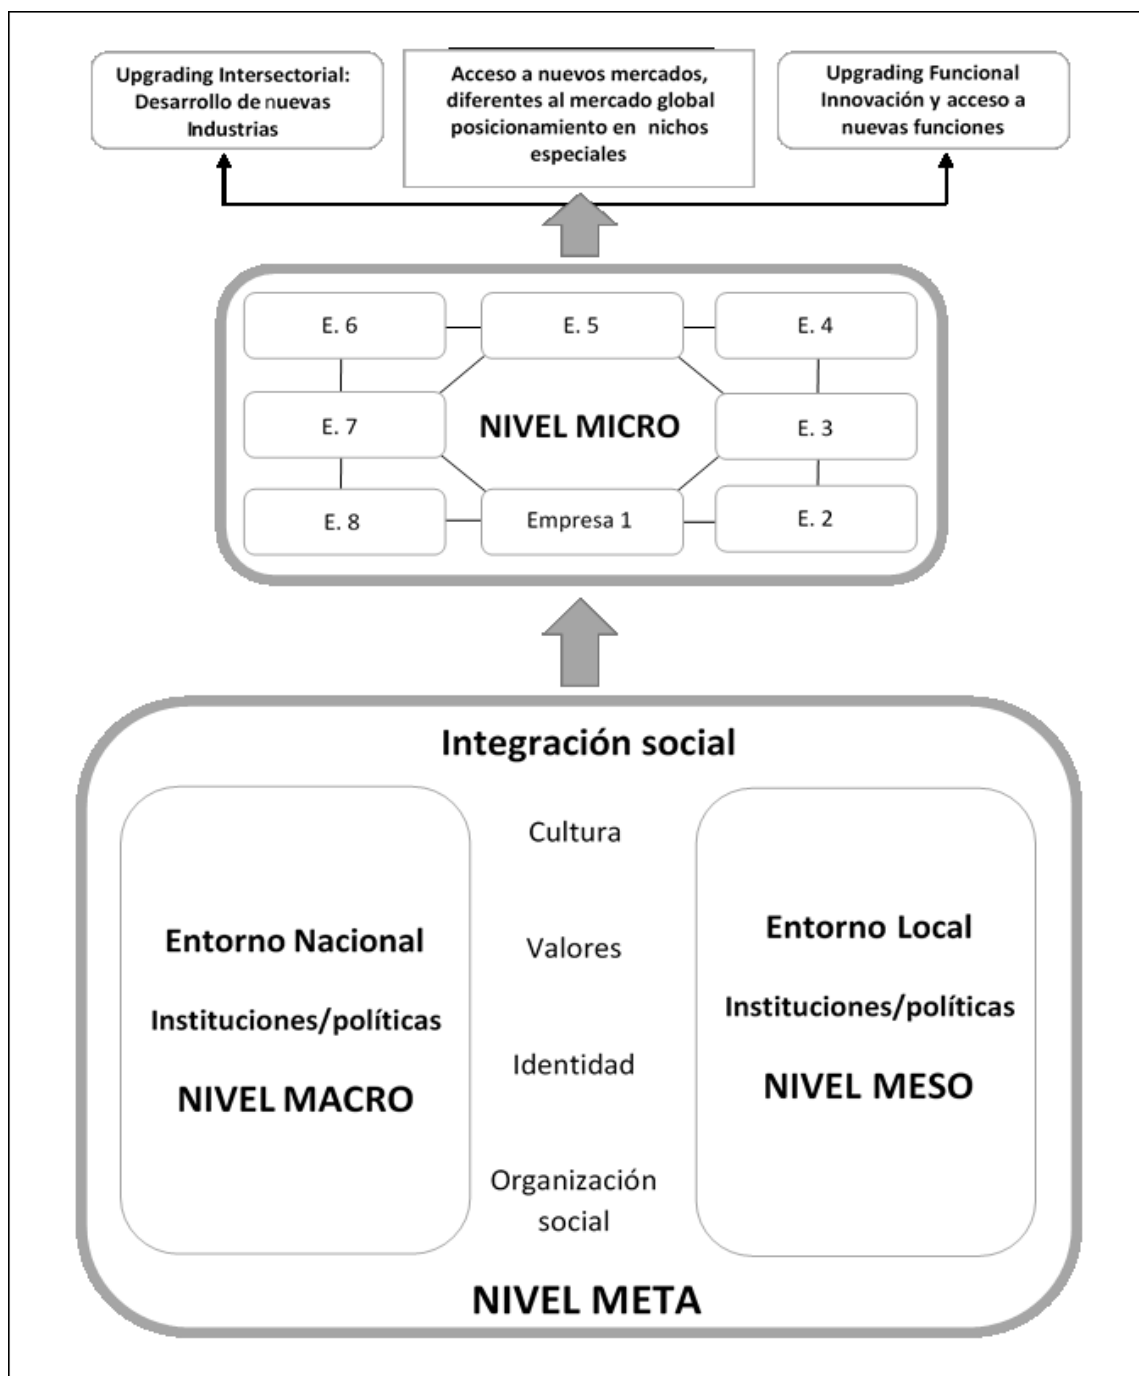 Upgrading Intersectorial:
Desarrollo de nuevas
Industrias
Acceso a nuevos mercados,
diferentes al mercado global
posicionamiento en nichos
especiales
Upgrading Funcional
Innovación y acceso a
nuevas funciones
E. 6
E. 5
E. 4
E. 7
NIVEL MICRO
E. 3
E. 8
Empresa 1
E. 2
Integración social
Entorno Nacional
Instituciones/políticas
NIVEL MACRO
Cultura
Valores
Identidad
Organización
social
Entorno Local
Instituciones/políticas
NIVEL MESO
NIVEL META